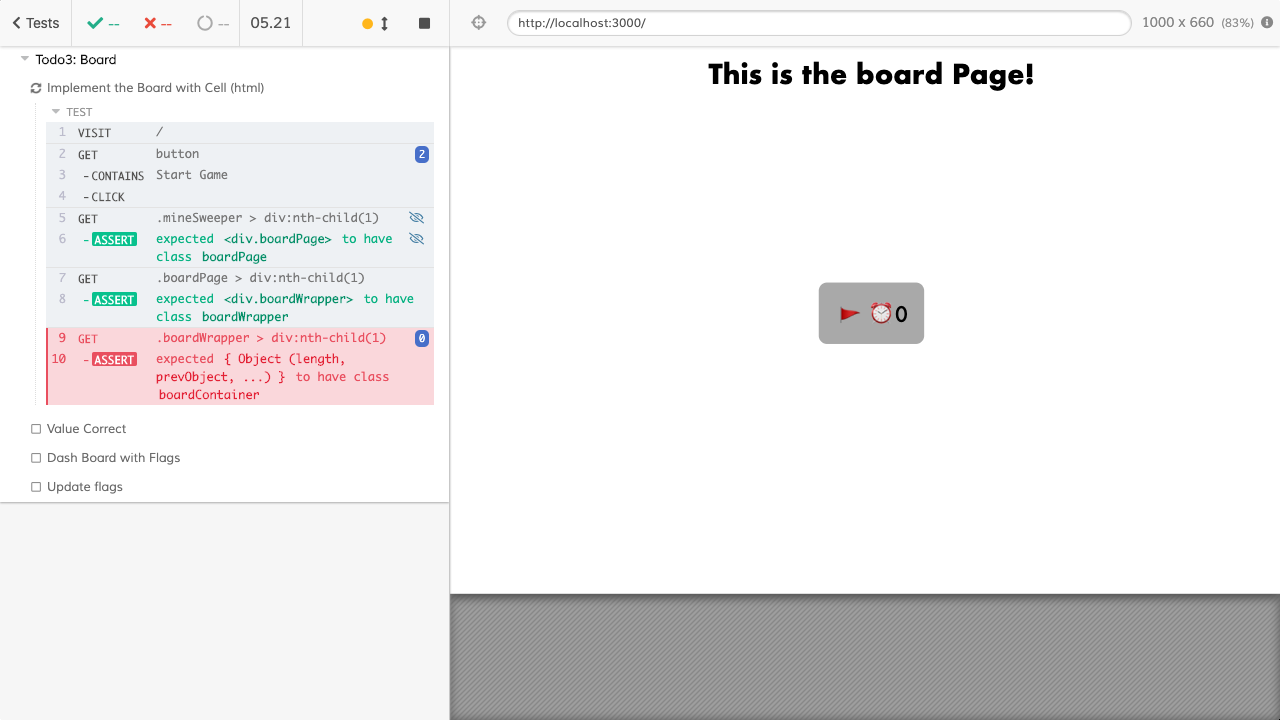 Tests -- -- -- 05.21 http://localhost:3000/ 1000 x 660 (83%)
Todo3: Board
Implement the Board with Cell (html)
TEST
1 VISIT /
2 GET button 2
3 -CONTAINS Start Game
4 -CLICK
5 GET .mineSweeper > div:nth-child(1)
6 -ASSERT expected <div.boardPage> to have
class boardPage
7 GET .boardPage > div:nth-child(1)
8 -ASSERT expected <div.boardWrapper> to have
class boardWrapper
9 GET .boardWrapper > div:nth-child(1) 0
10 -ASSERT expected { Object (length,
prevObject, ...) } to have class
boardContainer
Value Correct
Dash Board with Flags
Update flags
This is the board Page!
0